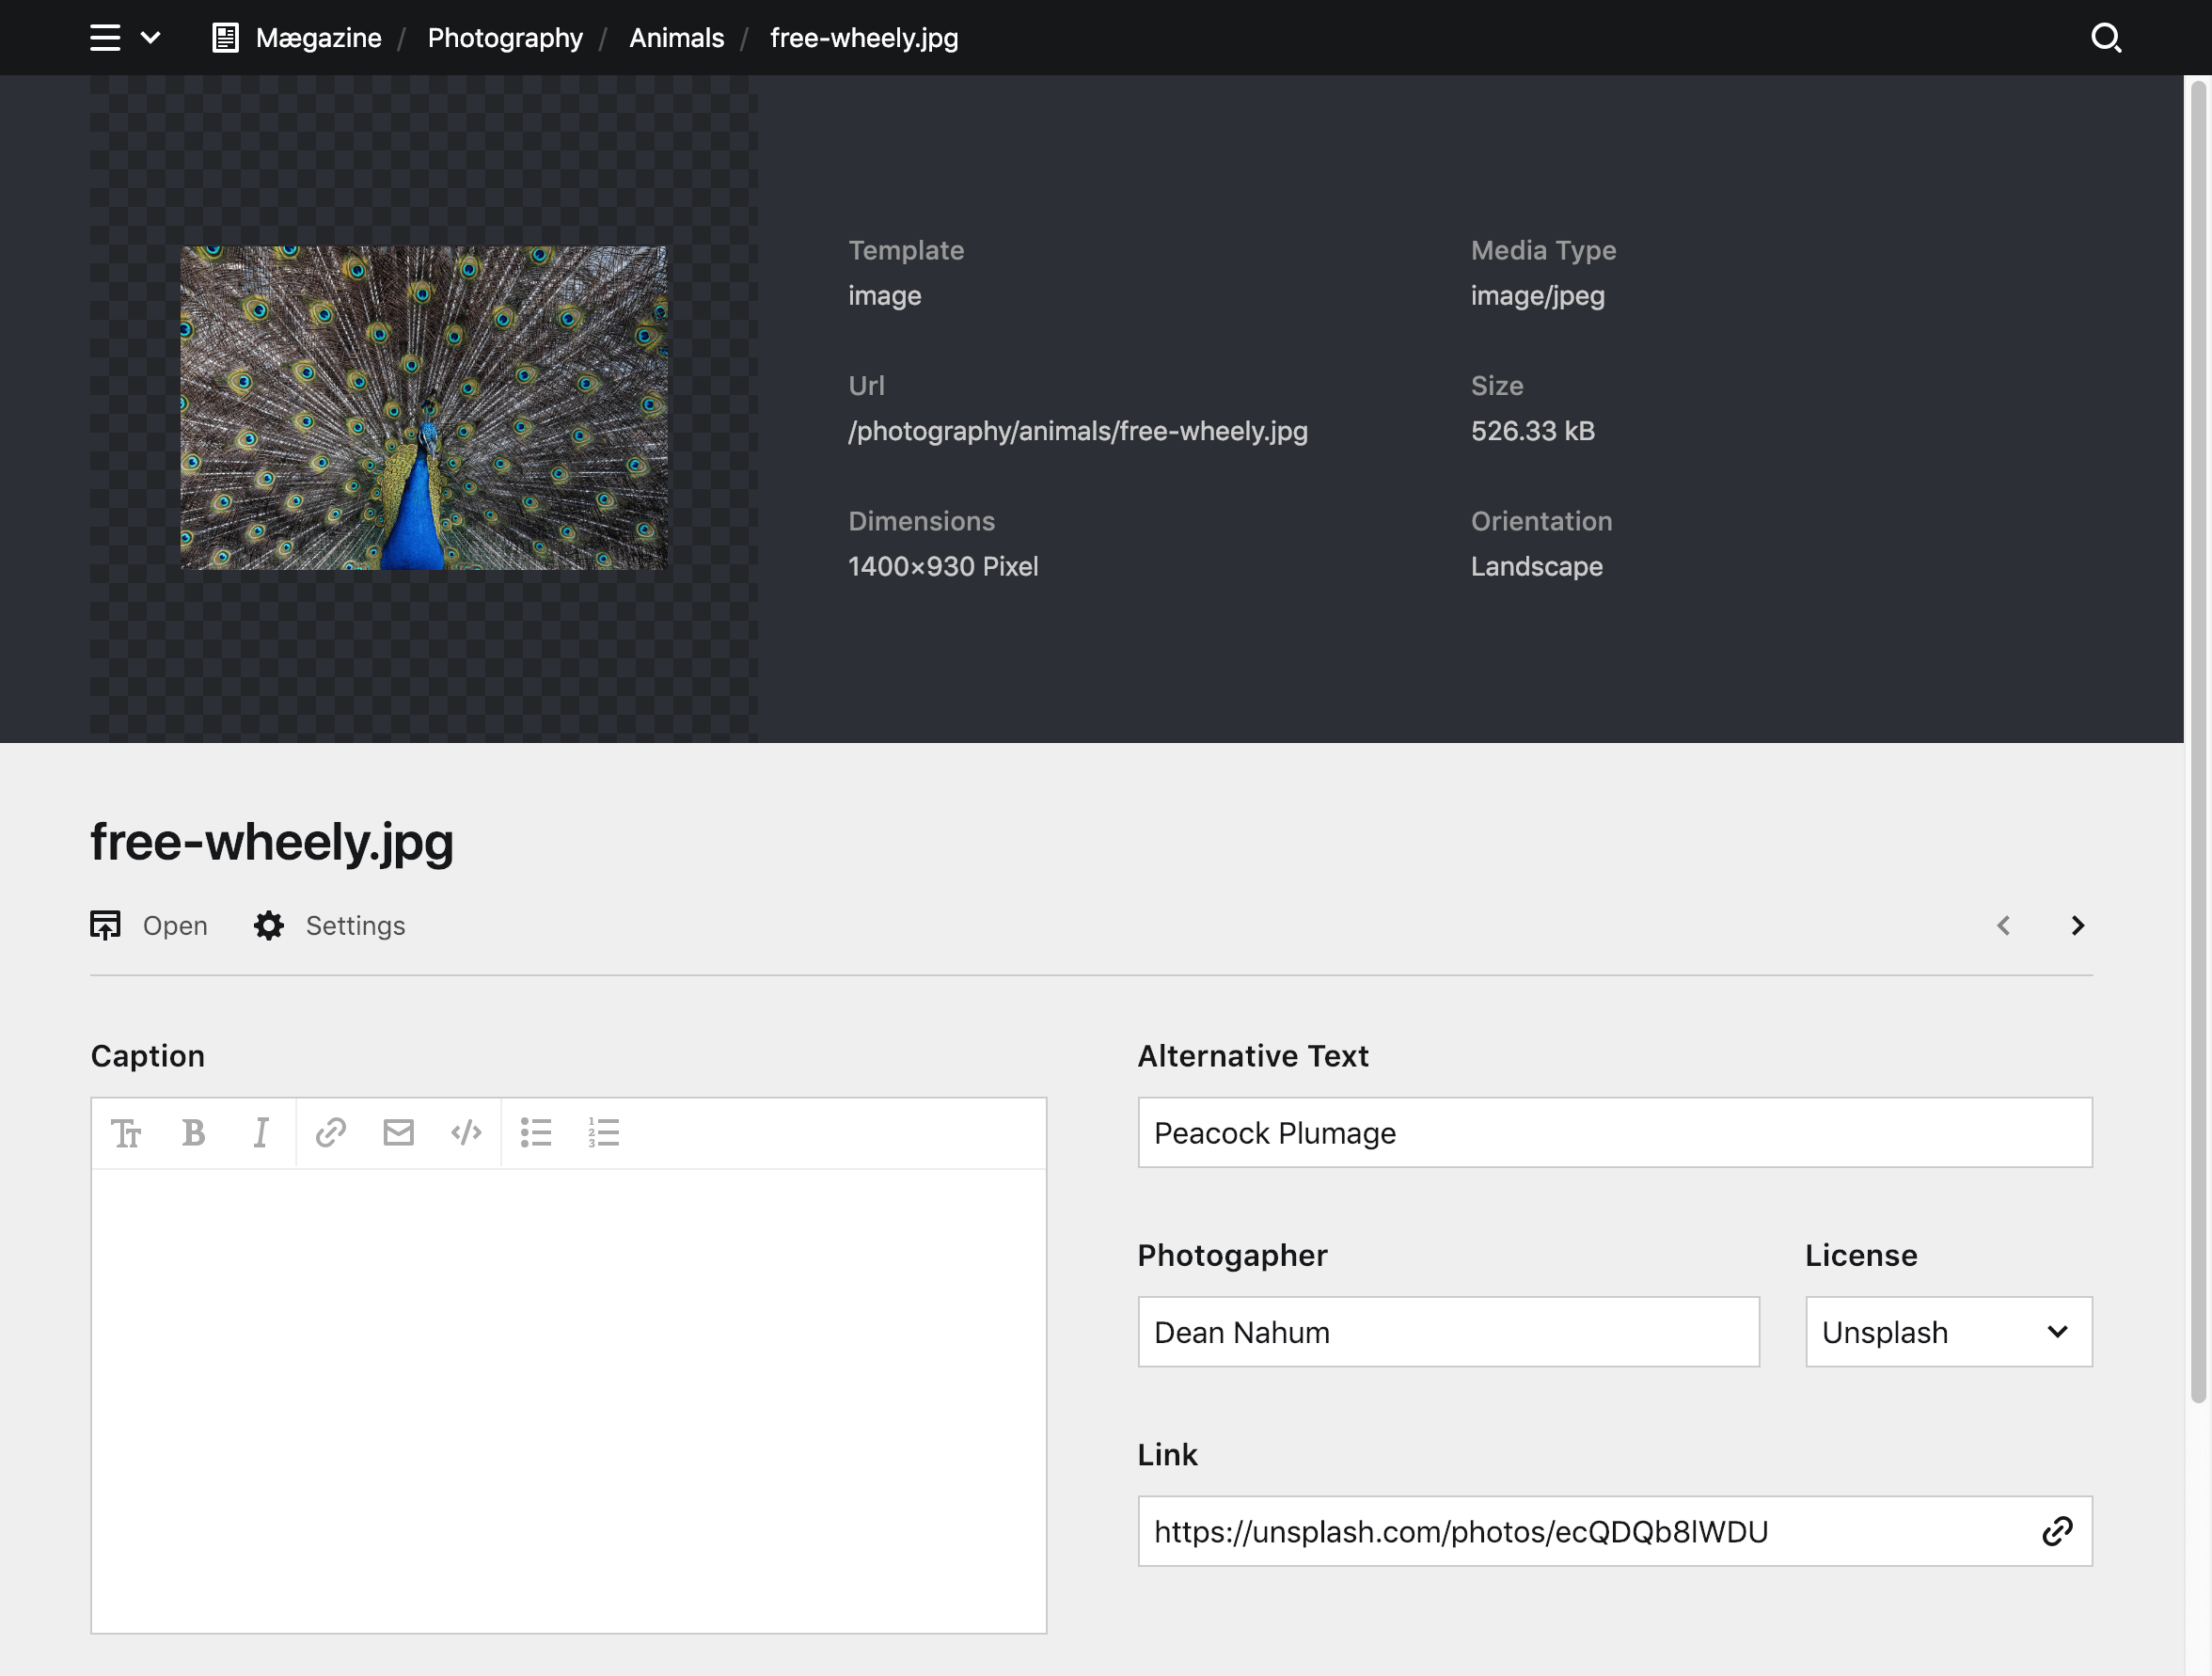 Mægazine / Photography / Animals / free-wheely.jpg
Template
image
Media Type
image/jpeg
Url
/photography/animals/free-wheely.jpg
Size
526.33 kB
Dimensions
1400×930 Pixel
Orientation
Landscape
free-wheely.jpg
Open Settings
Caption
Alternative Text
Peacock Plumage
Photogapher
Dean Nahum
License
Unsplash
Link
https://unsplash.com/photos/ecQDQb8lWDU